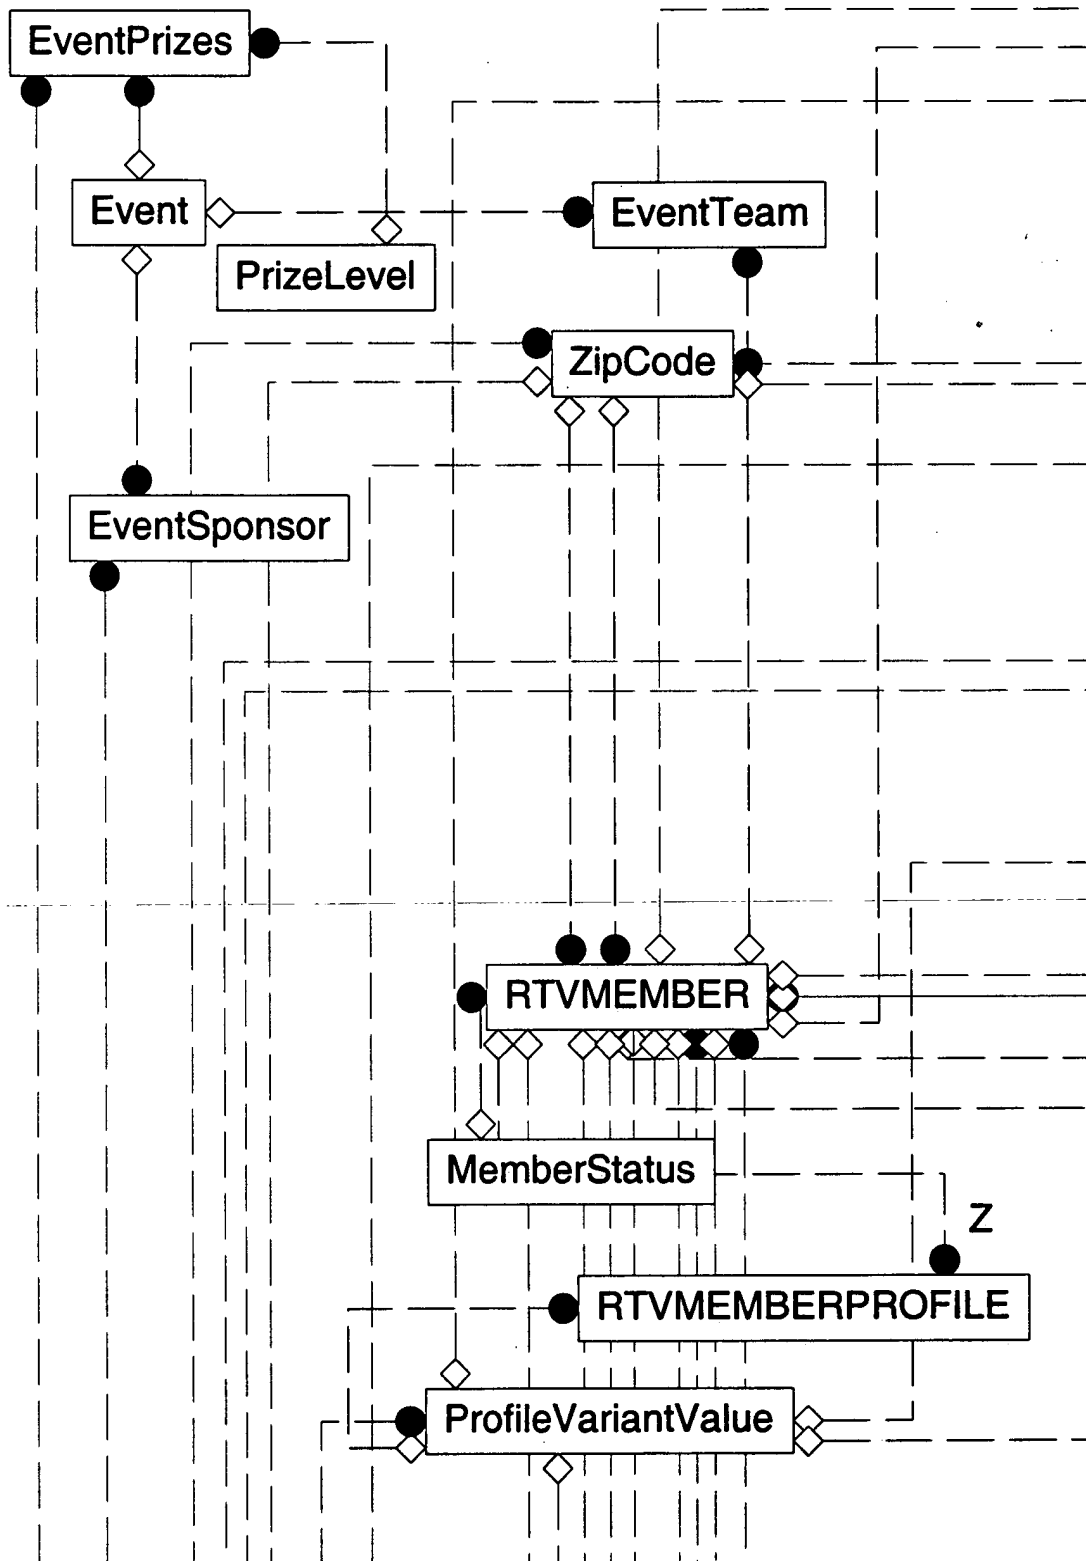 EventPrizes
Event
EventTeam
PrizeLevel
ZipCode
EventSponsor
RTVMEMBER
MemberStatus
Z
RTVMEMBERPROFILE
ProfileVariantValue